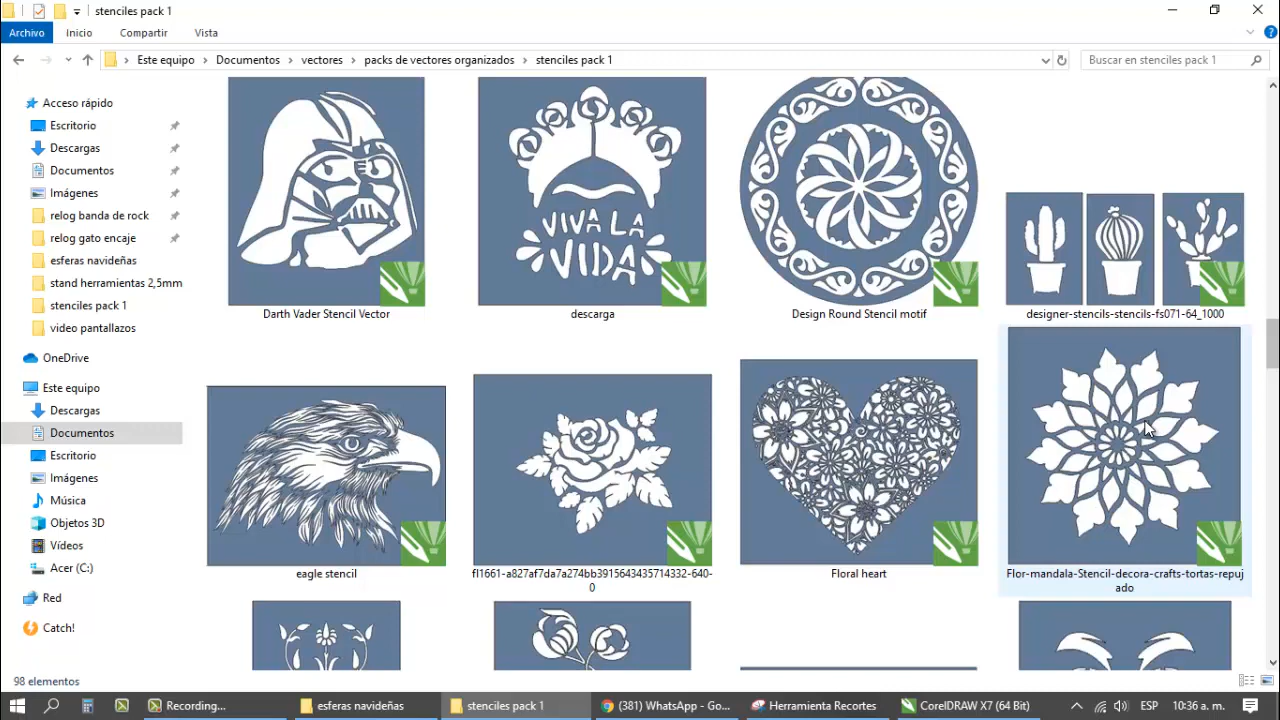 stenciles pack 1
Archivo
Inicio
Compartir
Vista
Este equipo
Documentos
vectores
packs de vectores organizados
stenciles pack 1
Buscar en stenciles pack 1
Acceso rápido
Escritorio
Descargas
Documentos
Imágenes
relog banda de rock
relog gato encaje
esferas navideñas
stand herramientas 2,5mm
stenciles pack 1
video pantallazos
OneDrive
Este equipo
Descargas
Documentos
Escritorio
Imágenes
Música
Objetos 3D
Vídeos
Acer (C:)
Red
Catch!
VIVA LA
VIDA
Darth Vader Stencil Vector
descarga
Design Round Stencil motif
designer-stencils-stencils-fs071-64_1000
eagle stencil
fl1661-a827af7da7a274bb3915643435714332-640-
0
Floral heart
Flor-mandala-Stencil-decora-crafts-tortas-repuj
ado
98 elementos
Recording...
esferas navideñas
stenciles pack 1
(381) WhatsApp - Go...
Herramienta Recortes
CorelDRAW X7 (64 Bit)
ESP
10:36 a. m.